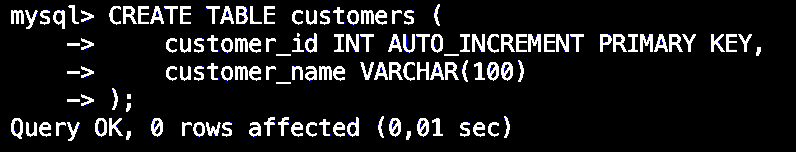 mysql> CREATE TABLE customers (
    ->     customer_id INT AUTO_INCREMENT PRIMARY KEY,
    ->     customer_name VARCHAR(100)
    -> );
Query OK, 0 rows affected (0,01 sec)